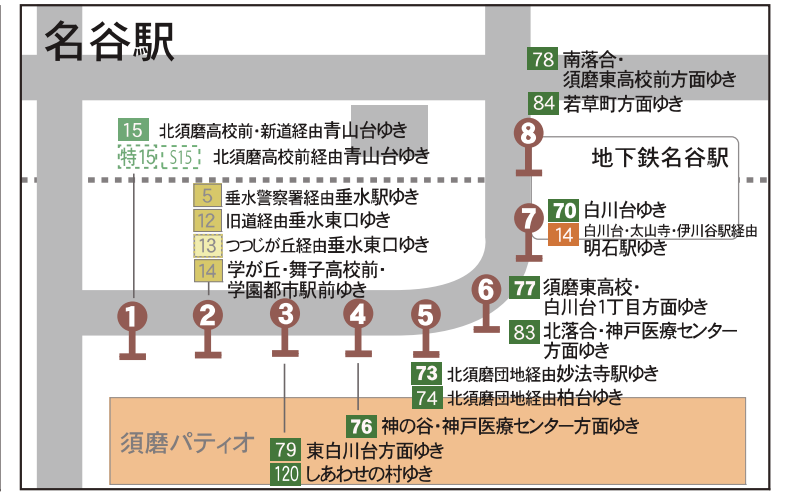 名谷駅
78 南落合・
須磨東高校前方面ゆき
84 若草町方面ゆき
15 北須磨高校前・新道経由青山台ゆき
特15 S15 北須磨高校前経由青山台ゆき
8
地下鉄名谷駅
5 垂水警察署経由垂水駅ゆき
12 旧道経由垂水東口ゆき
13 つつじが丘経由垂水東口ゆき
14 学が丘・舞子高校前・
学園都市駅前ゆき
7
70 白川台ゆき
14 白川台・太山寺・伊川谷駅経由
明石駅ゆき
1
2
3
4
5
6
77 須磨東高校・
白川台1丁目方面ゆき
83 北落合・神戸医療センター
方面ゆき
73 北須磨団地経由妙法寺駅ゆき
74 北須磨団地経由柏台ゆき
須磨パティオ
76 神の谷・神戸医療センター方面ゆき
79 東白川台方面ゆき
120 しあわせの村ゆき